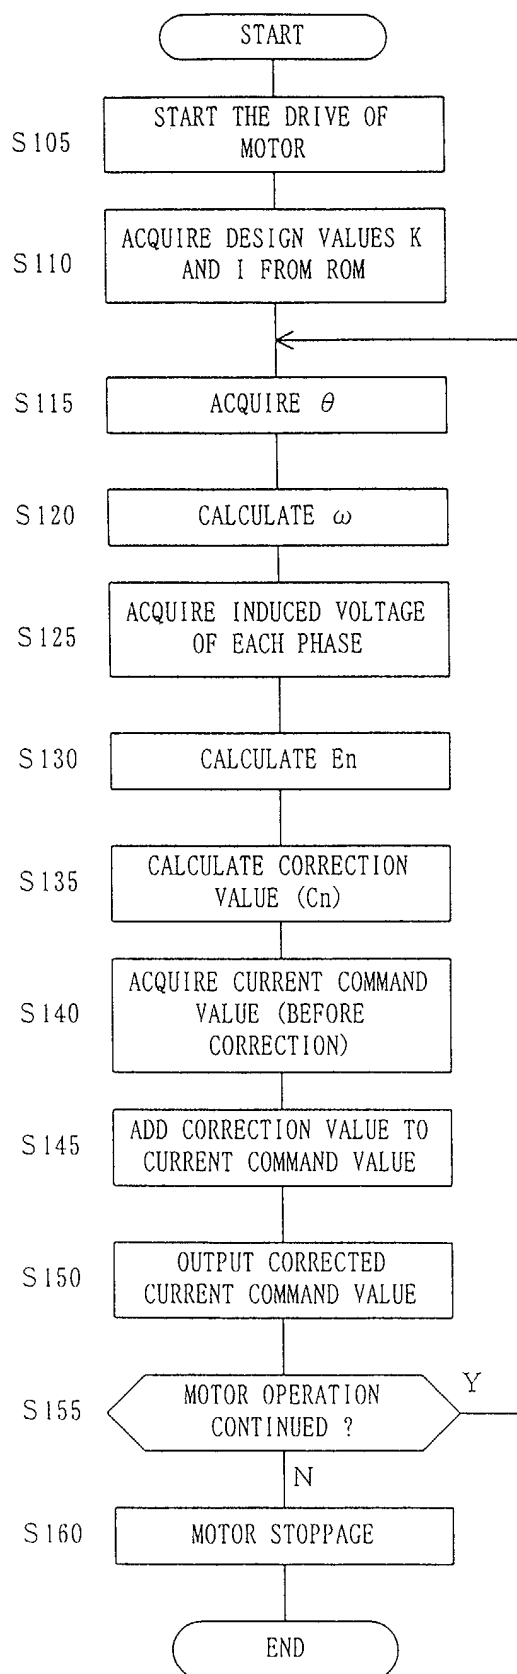 START
S105
START THE DRIVE OF
MOTOR
S110
ACQUIRE DESIGN VALUES K
AND I FROM ROM
S115
ACQUIRE θ
S120
CALCULATE ω
S125
ACQUIRE INDUCED VOLTAGE
OF EACH PHASE
S130
CALCULATE En
S135
CALCULATE CORRECTION
VALUE (Cn)
S140
ACQUIRE CURRENT COMMAND
VALUE (BEFORE
CORRECTION)
S145
ADD CORRECTION VALUE TO
CURRENT COMMAND VALUE
S150
OUTPUT CORRECTED
CURRENT COMMAND VALUE
S155
MOTOR OPERATION
CONTINUED ?
Y
N
S160
MOTOR STOPPAGE
END